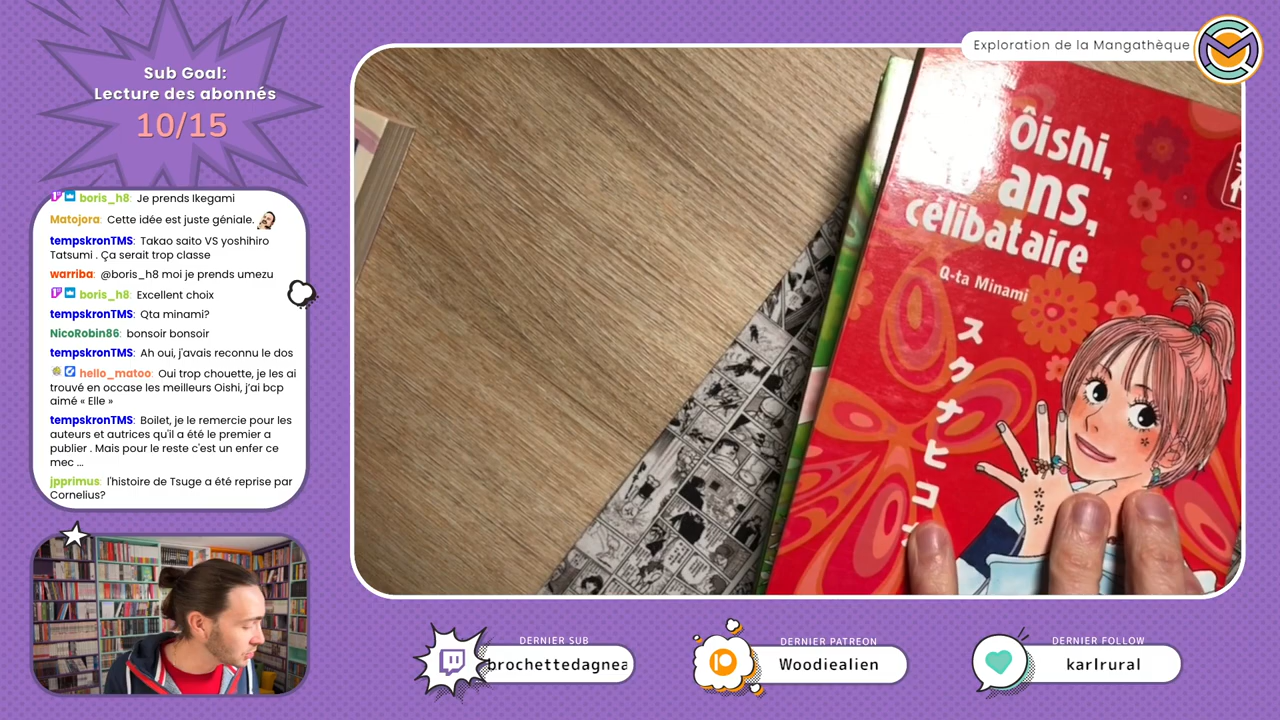 Sub Goal:
Lecture des abonnés
10/15
boris_h8: Je prends Ikegami
Matojora: Cette idée est juste géniale.
tempskronTMS: Takao saito VS yoshihiro
Tatsumi . Ça serait trop classe
warriba: @boris_h8 moi je prends umezu
boris_h8: Excellent choix
tempskronTMS: Qta minami?
NicoRobin86: bonsoir bonsoir
tempskronTMS: Ah oui, j'avais reconnu le dos
hello_matoo: Oui trop chouette, je les ai
trouvé en occase les meilleurs Oishi, j'ai bcp
aimé « Elle »
tempskronTMS: Boilet, je le remercie pour les
auteurs et autrices qu'il a été le premier a
publier . Mais pour le reste c'est un enfer ce
mec ...
jpprimus: l'histoire de Tsuge a été reprise par
Cornelius?
Exploration de la Mangathèque
Ôishi,
ans,
célibataire
Q-ta Minami
スクナヒコ
DERNIER SUB
brochettedagnea
DERNIER PATREON
Woodiealien
DERNIER FOLLOW
karlrural